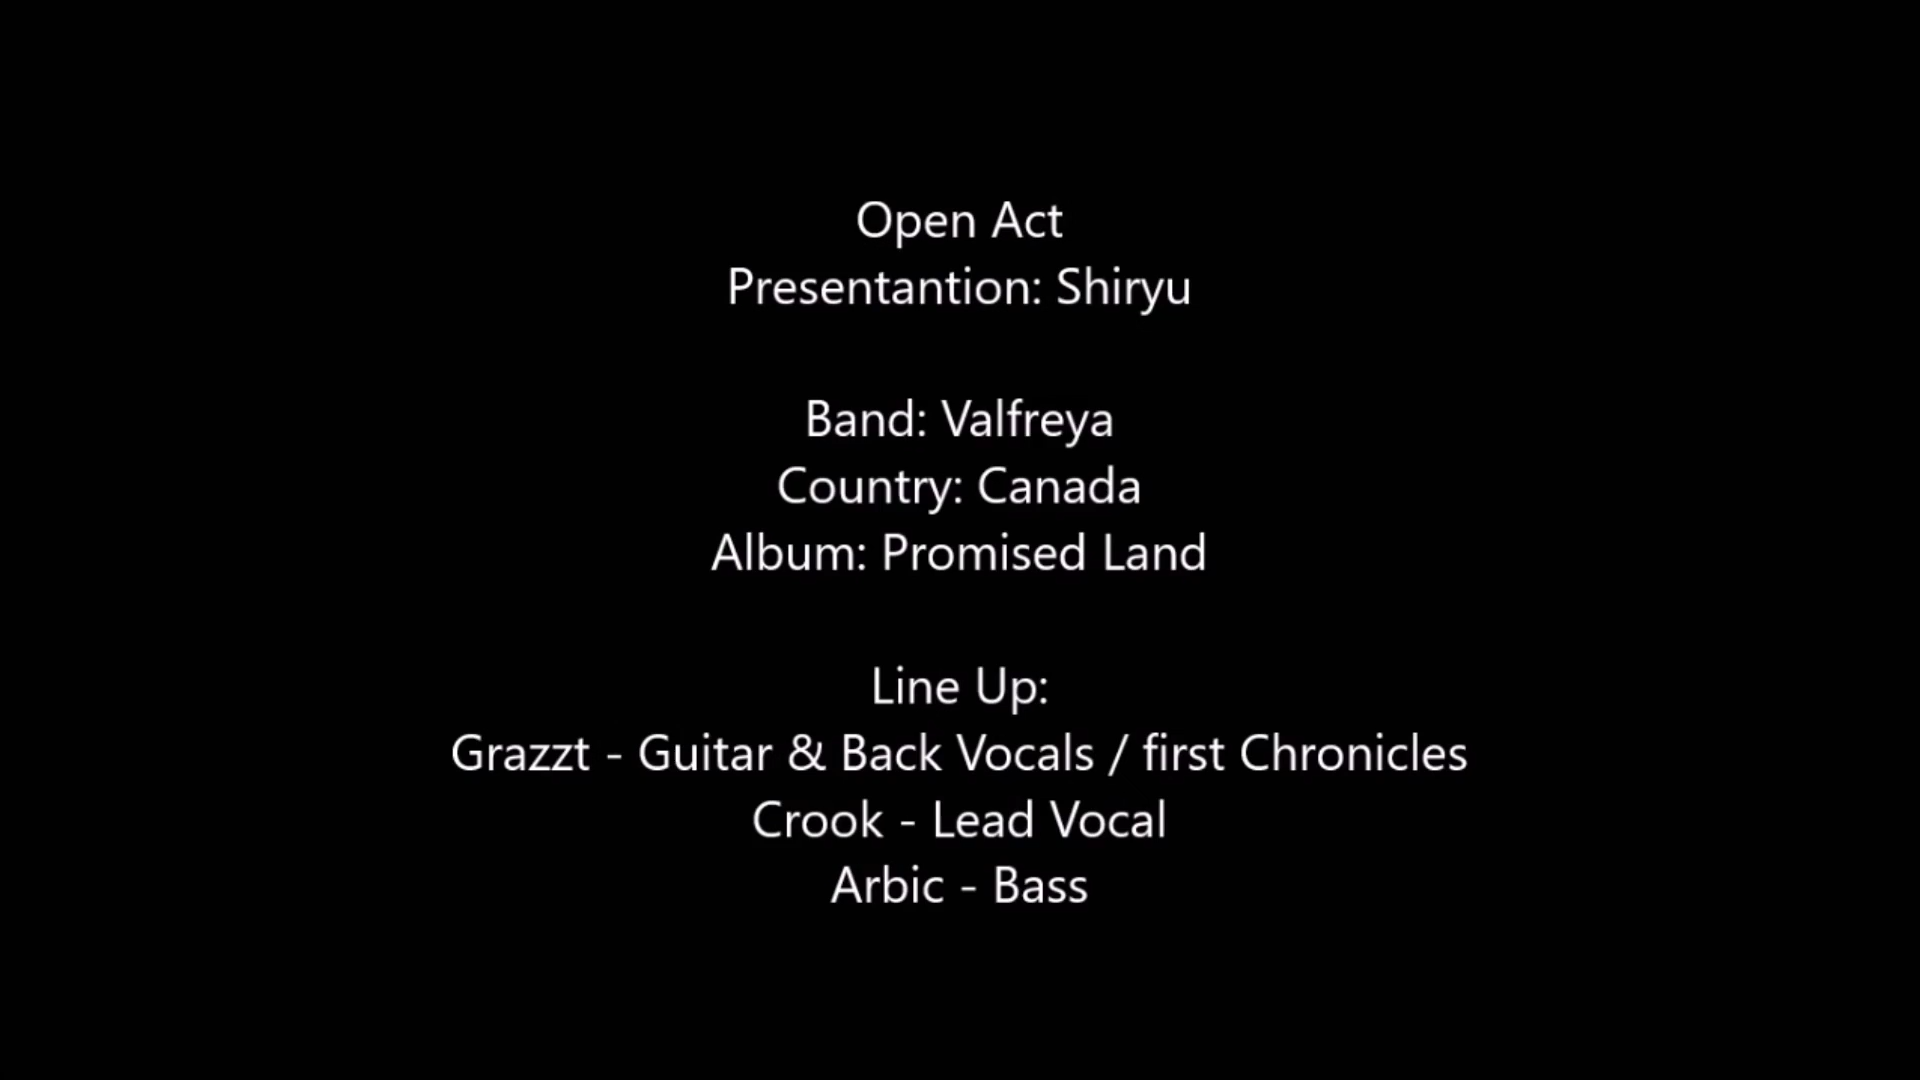 Open Act
Presentantion: Shiryu
Band: Valfreya
Country: Canada
Album: Promised Land
Line Up:
Grazzt - Guitar & Back Vocals / first Chronicles
Crook - Lead Vocal
Arbic - Bass